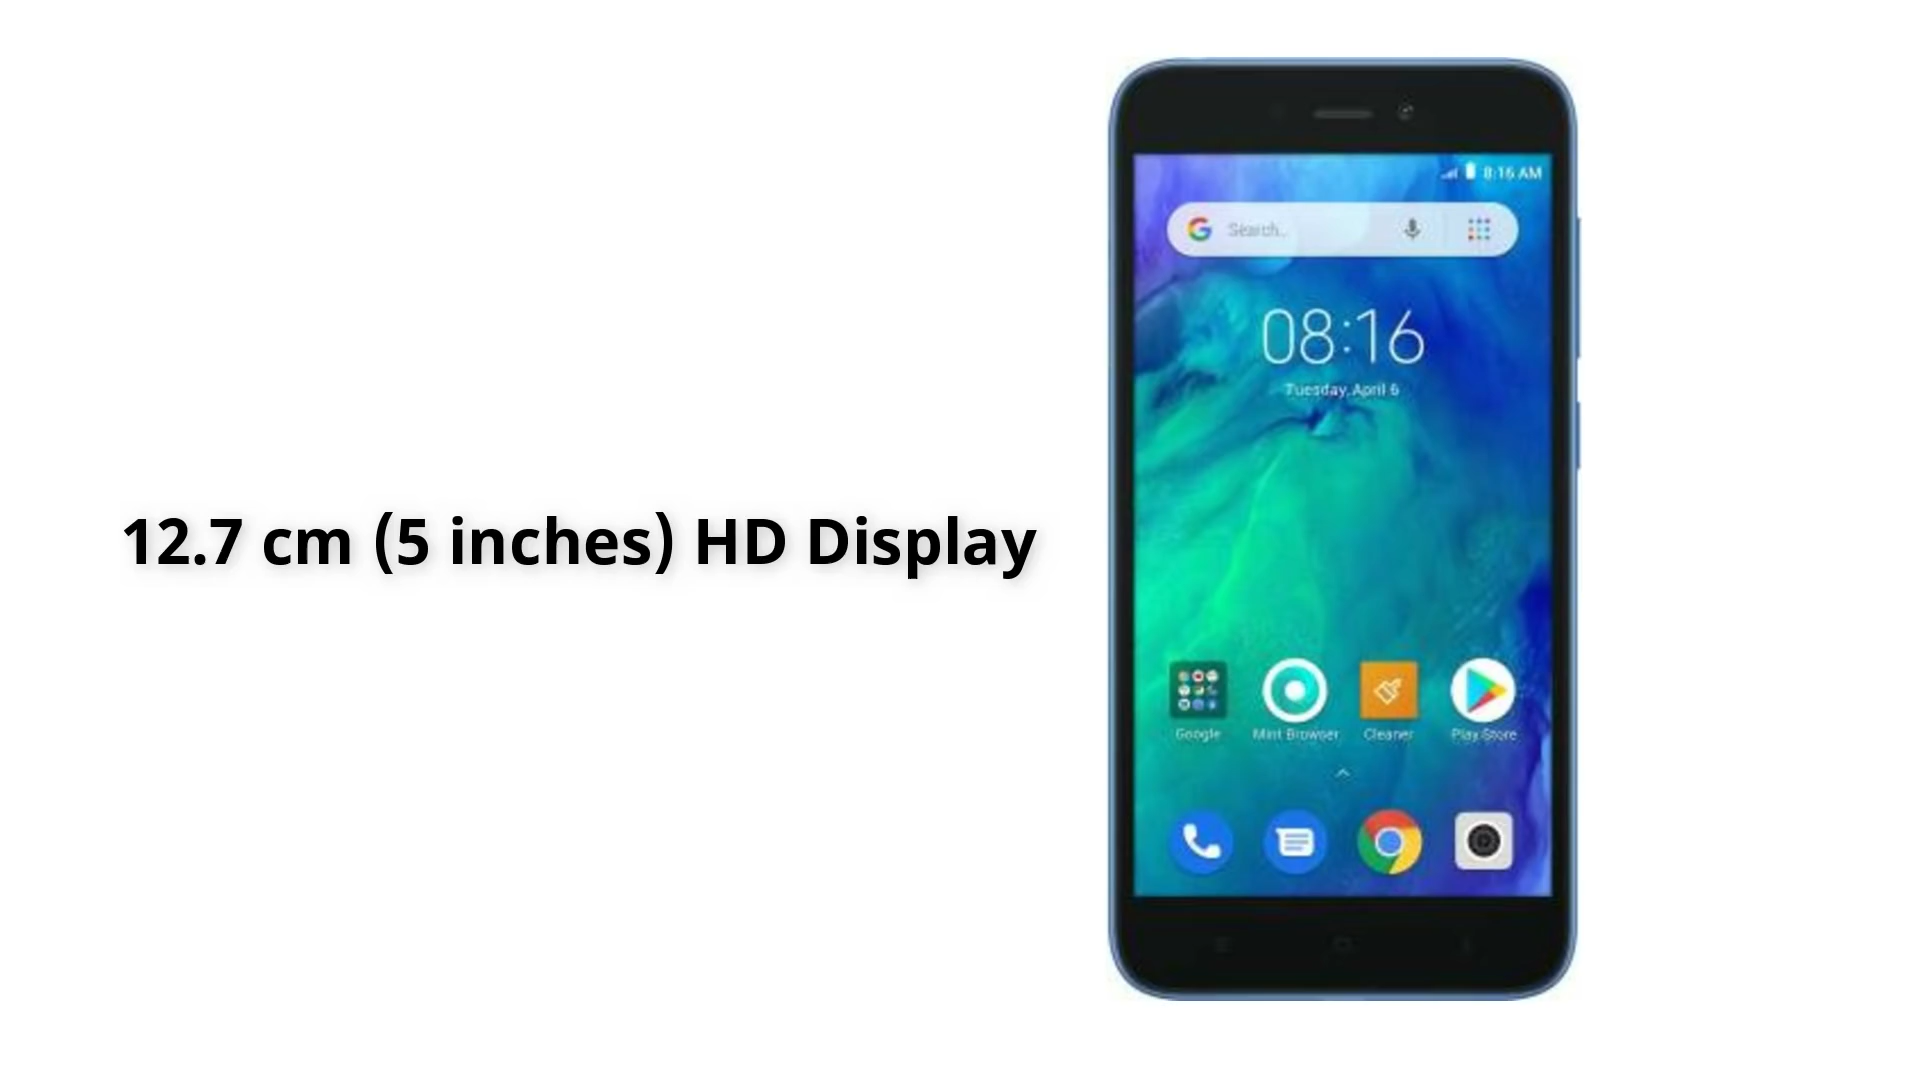 12.7 cm (5 inches) HD Display
8:16 AM
Search..
08:16
Tuesday, April 6
Google
Mint Browser
Cleaner
Play Store